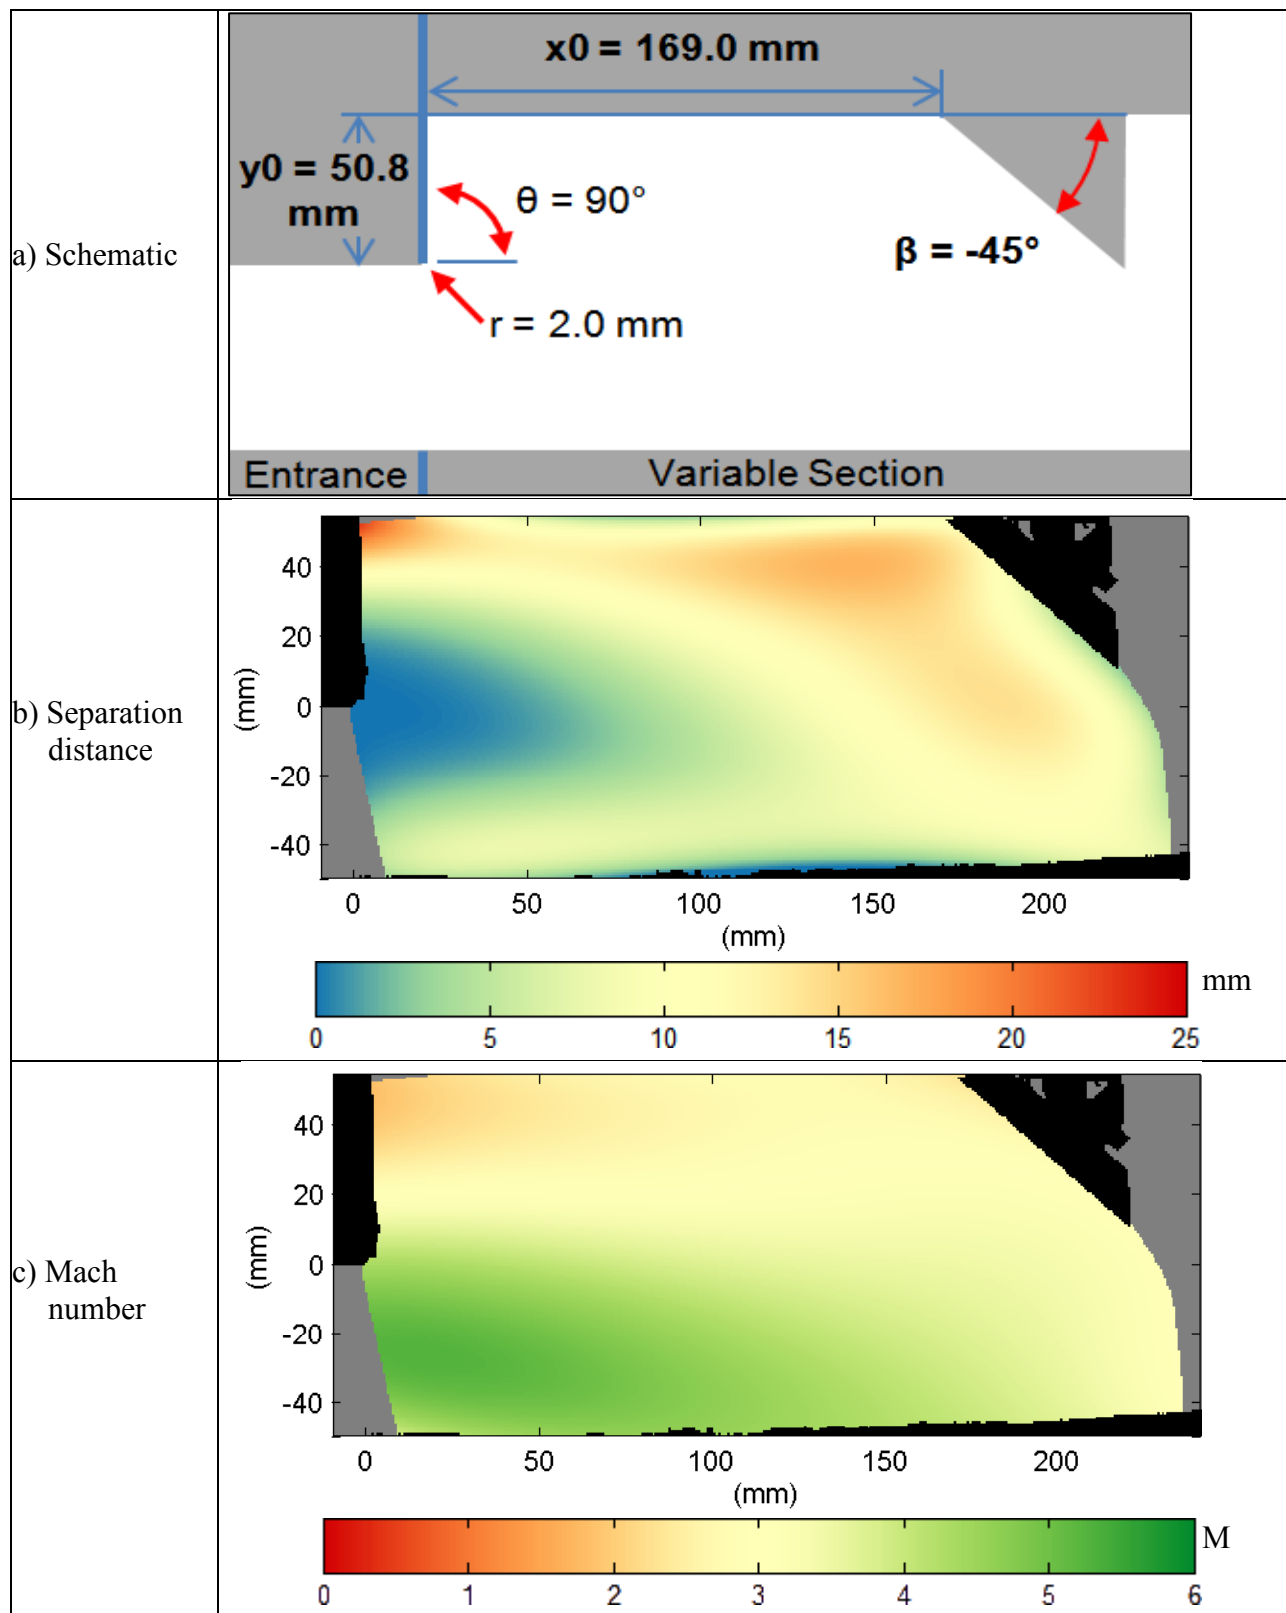 a) Schematic
x0 = 169.0 mm
y0 = 50.8
mm
θ = 90°
β = -45°
r = 2.0 mm
Entrance
Variable Section
b) Separation
distance
40
20
0
-20
-40
(mm)
0 50 100 150 200
(mm)
mm
0 5 10 15 20 25
c) Mach
number
40
20
0
-20
-40
(mm)
0 50 100 150 200
(mm)
M
0 1 2 3 4 5 6